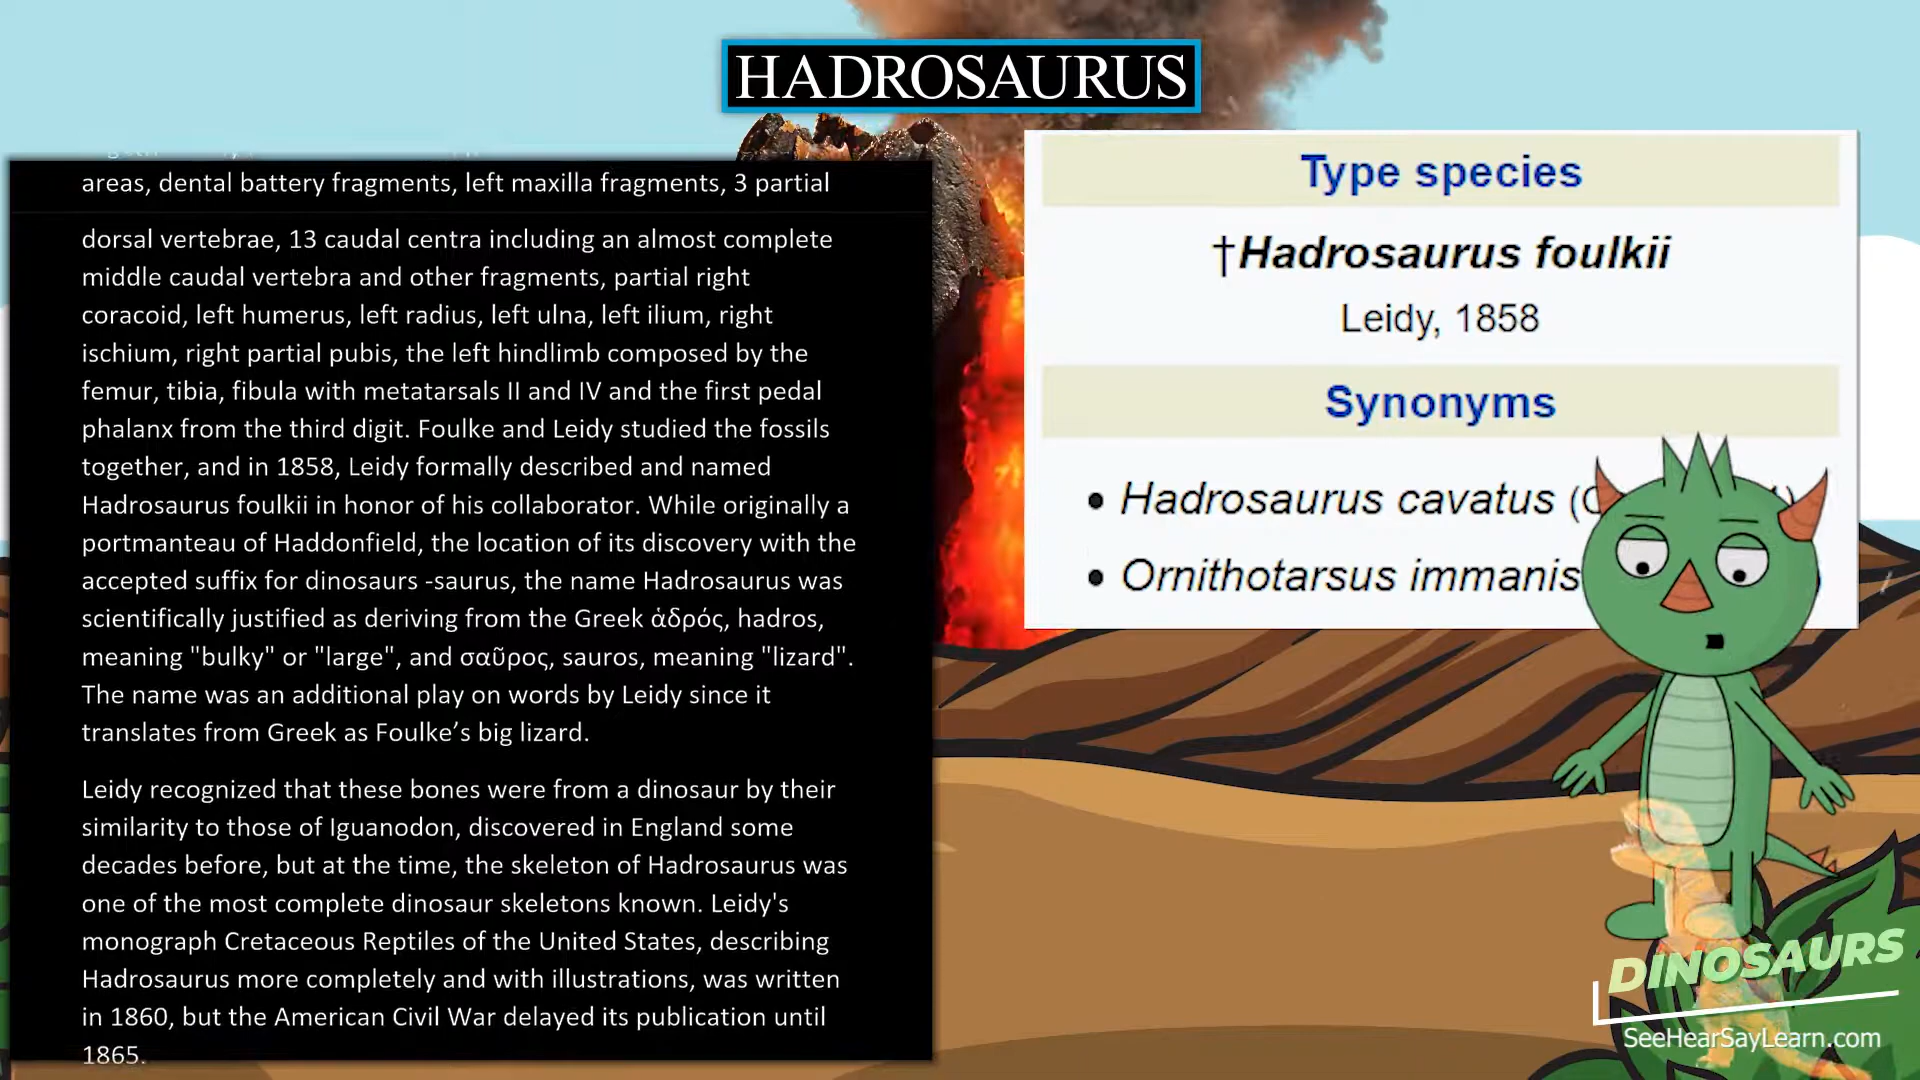 HADROSAURUS
areas, dental battery fragments, left maxilla fragments, 3 partial
dorsal vertebrae, 13 caudal centra including an almost complete
middle caudal vertebra and other fragments, partial right
coracoid, left humerus, left radius, left ulna, left ilium, right
ischium, right partial pubis, the left hindlimb composed by the
femur, tibia, fibula with metatarsals II and IV and the first pedal
phalanx from the third digit. Foulke and Leidy studied the fossils
together, and in 1858, Leidy formally described and named
Hadrosaurus foulkii in honor of his collaborator. While originally a
portmanteau of Haddonfield, the location of its discovery with the
accepted suffix for dinosaurs -saurus, the name Hadrosaurus was
scientifically justified as deriving from the Greek ἁδρός, hadros,
meaning "bulky" or "large", and σαῦρος, sauros, meaning "lizard".
The name was an additional play on words by Leidy since it
translates from Greek as Foulke’s big lizard.
Leidy recognized that these bones were from a dinosaur by their
similarity to those of Iguanodon, discovered in England some
decades before, but at the time, the skeleton of Hadrosaurus was
one of the most complete dinosaur skeletons known. Leidy's
monograph Cretaceous Reptiles of the United States, describing
Hadrosaurus more completely and with illustrations, was written
in 1860, but the American Civil War delayed its publication until
1865.
Type species
†Hadrosaurus foulkii
Leidy, 1858
Synonyms
• Hadrosaurus cavatus
• Ornithotarsus immanis
DINOSAURS
SeeHearSayLearn.com